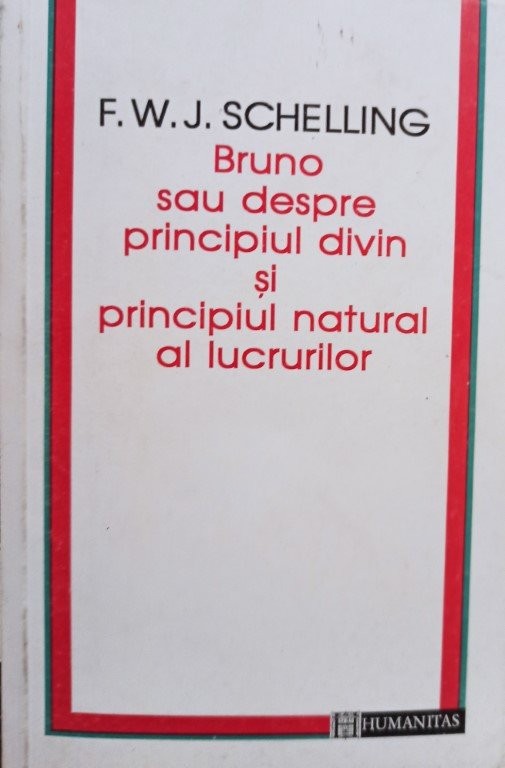 F. W. J. SCHELLING
Bruno
sau despre
principiul divin
și
principiul natural
al lucrurilor
HUMANITAS